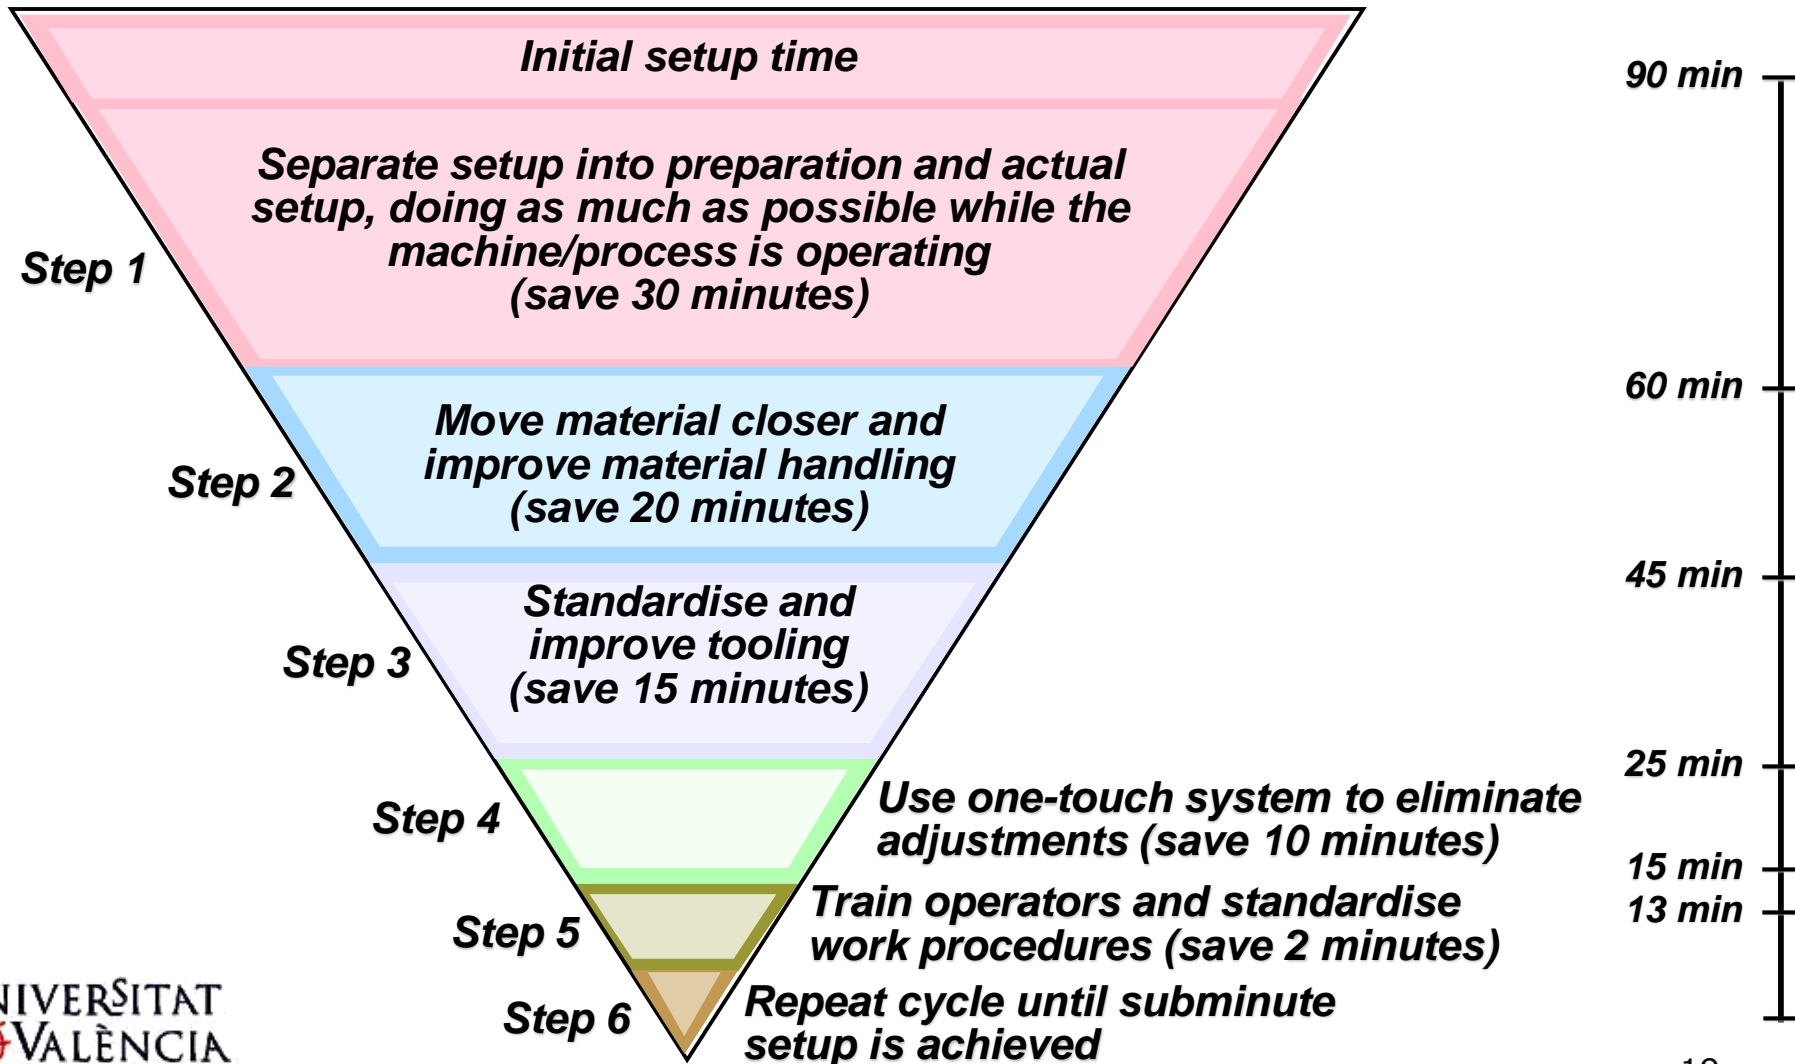 Initial setup time
90 min
Separate setup into preparation and actual
setup, doing as much as possible while the
machine/process is operating
(save 30 minutes)
Step 1
60 min
Move material closer and
improve material handling
(save 20 minutes)
Step 2
45 min
Standardise and
improve tooling
(save 15 minutes)
Step 3
25 min
Use one-touch system to eliminate
adjustments (save 10 minutes)
Step 4
15 min
13 min
Train operators and standardise
work procedures (save 2 minutes)
Step 5
Repeat cycle until subminute
setup is achieved
Step 6
NIVERSITAT
VALÈNCIA